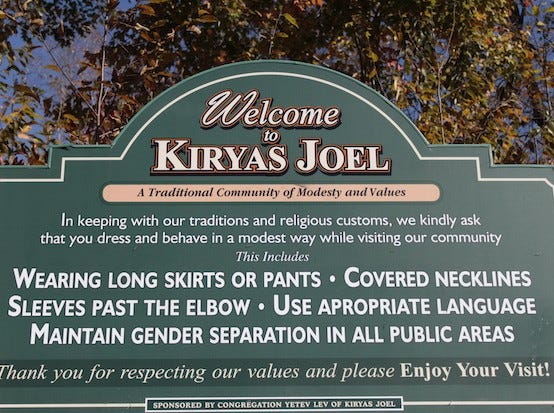 Welcome
to
KIRYAS JOEL
A Traditional Community of Modesty and Values
In keeping with our traditions and religious customs, we kindly ask
that you dress and behave in a modest way while visiting our community
This Includes
WEARING LONG SKIRTS OR PANTS • COVERED NECKLINES
SLEEVES PAST THE ELBOW • USE APROPRIATE LANGUAGE
MAINTAIN GENDER SEPARATION IN ALL PUBLIC AREAS
Thank you for respecting our values and please Enjoy Your Visit!
SPONSORED BY CONGREGATION YETEV LEV OF KIRYAS JOEL